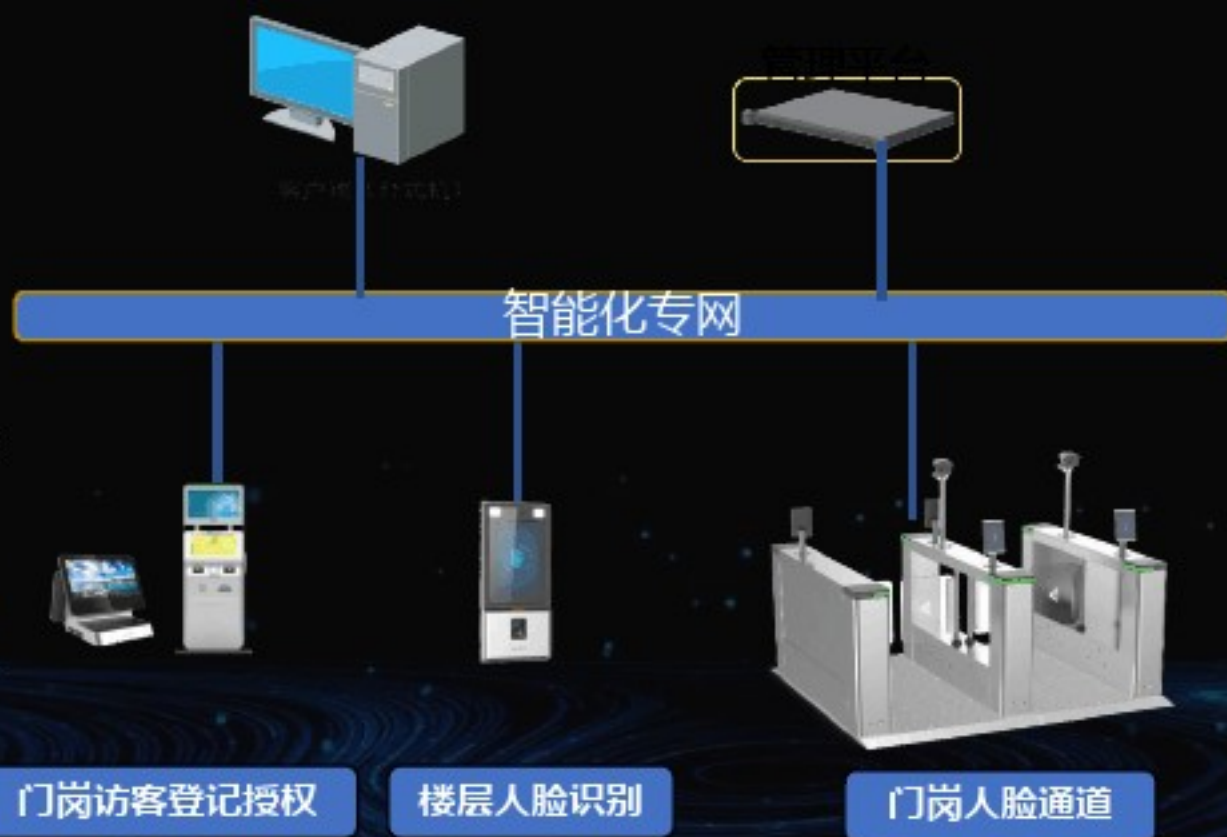 管理平台
智能化专网
门岗访客登记授权
楼层人脸识别
门岗人脸通道